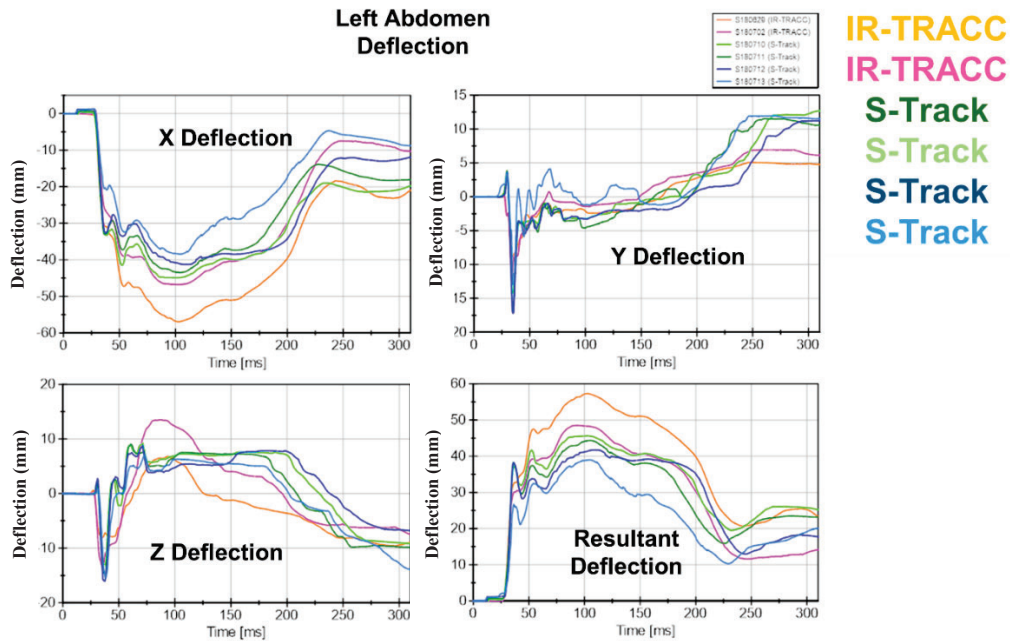 Left Abdomen
Deflection
S180629 (IR-TRACC)
S180702 (IR-TRACC)
S180710 (S-Track)
S180711 (S-Track)
S180712 (S-Track)
S180713 (S-Track)
IR-TRACC
IR-TRACC
S-Track
S-Track
S-Track
S-Track
X Deflection
Deflection (mm)
10
0
-10
-20
-30
-40
-50
-60
0
50
100
150
200
250
300
Time [ms]
Y Deflection
Deflection (mm)
15
10
5
0
5
10
15
20
0
50
100
150
200
250
300
Time [ms]
Z Deflection
Deflection (mm)
20
10
0
10
20
0
50
100
150
200
250
300
Time [ms]
Resultant
Deflection
Deflection (mm)
60
50
40
30
20
10
0
0
50
100
150
200
250
300
Time [ms]